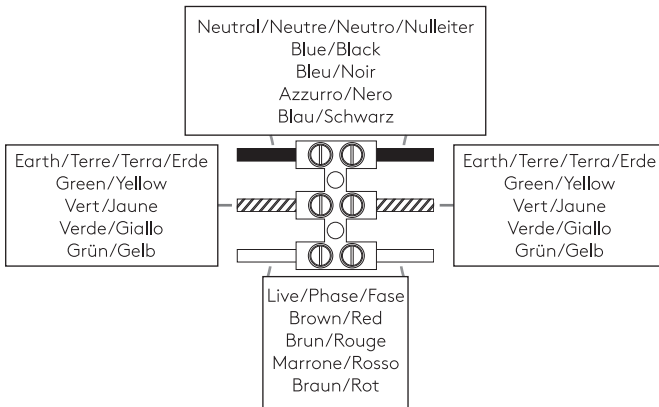 Neutral/Neutre/Neutro/Nulleiter
Blue/Black
Bleu/Noir
Azzurro/Nero
Blau/Schwarz
Earth/Terre/Terra/Erde
Green/Yellow
Vert/Jaune
Verde/Giallo
Grün/Gelb
Earth/Terre/Terra/Erde
Green/Yellow
Vert/Jaune
Verde/Giallo
Grün/Gelb
Live/Phase/Fase
Brown/Red
Brun/Rouge
Marrone/Rosso
Braun/Rot